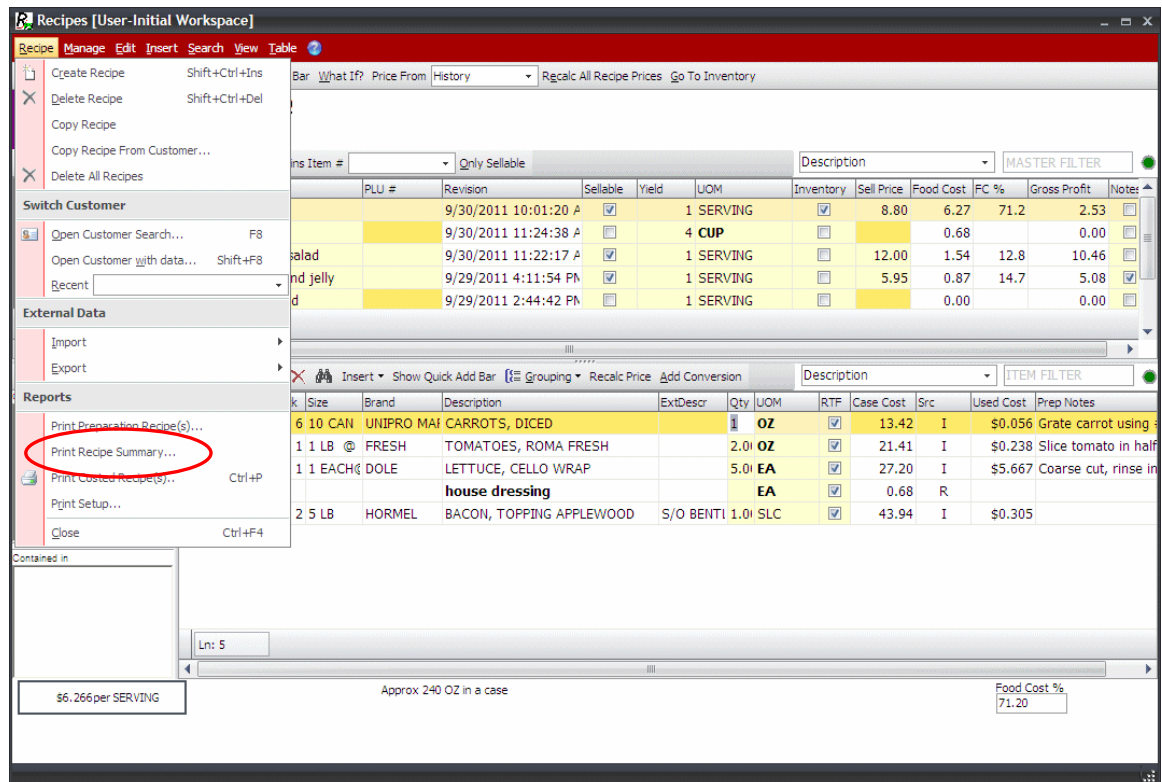 Recipes [User-Initial Workspace]
Recipe Manage Edit Insert Search View Table
Create Recipe Shift+Ctrl+Ins
Delete Recipe Shift+Ctrl+Del
Copy Recipe
Copy Recipe From Customer...
Delete All Recipes
Switch Customer
Open Customer Search... F8
Open Customer with data... Shift+F8
Recent
External Data
Import
Export
Reports
Print Preparation Recipe(s)...
Print Recipe Summary...
Print Costed Recipe(s).. Ctrl+P
Print Setup...
Close Ctrl+F4
Bar What If? Price From History Recalc All Recipe Prices Go To Inventory
Item # Only Sellable Description MASTER FILTER
PLU # Revision Sellable Yield UOM Inventory Sell Price Food Cost FC % Gross Profit Notes
9/30/2011 10:01:20 A 1 SERVING 8.80 6.27 71.2 2.53
9/30/2011 11:24:38 A 4 CUP 0.68 0.00
salad 9/30/2011 11:22:17 A 1 SERVING 12.00 1.54 12.8 10.46
nd jelly 9/29/2011 4:11:54 PM 1 SERVING 5.95 0.87 14.7 5.08
d 9/29/2011 2:44:42 PM 1 SERVING 0.00 0.00
Insert Show Quick Add Bar Grouping Recalc Price Add Conversion Description ITEM FILTER
k Size Brand Description ExtDescr Qty UOM RTF Case Cost Src Used Cost Prep Notes
6 10 CAN UNIPRO MAR CARROTS, DICED 1 OZ 13.42 I $0.056 Grate carrot using
1 1 LB @ FRESH TOMATOES, ROMA FRESH 2.00 OZ 21.41 I $0.238 Slice tomato in half
1 1 EACH@ DOLE LETTUCE, CELLO WRAP 5.00 EA 27.20 I $5.667 Coarse cut, rinse in
house dressing EA 0.68 R
2 5 LB HORMEL BACON, TOPPING APPLEWOOD S/O BENTL 1.00 SLC 43.94 I $0.305
Contained in
Ln: 5
$6.266 per SERVING
Approx 240 OZ in a case
Food Cost %
71.20